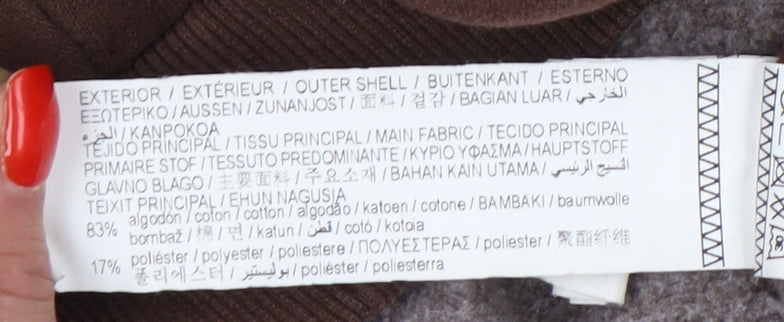 EXTERIOR / EXTÉRIEUR / OUTER SHELL / BUITENKANT / ESTERNO
ΕΞΩΤΕΡΙΚΟ / AUSSEN / ZUNANJOST / 面料 / 겉감 / BAGIAN LUAR / الخارجي
الجزء / KANPOKOA
TEJIDO PRINCIPAL / TISSU PRINCIPAL / MAIN FABRIC / TECIDO PRINCIPAL
PRIMAIRE STOF / TESSUTO PREDOMINANTE / ΚΥΡΙΟ ΥΦΑΣΜΑ / HAUPTSTOFF
GLAVNO BLAGO / 主要面料 / 주요소재 / BAHAN KAIN UTAMA / النسيج الرئيسي
TEIXIT PRINCIPAL / EHUN NAGUSIA
83% algodón / coton / cotton / algodão / katoen / cotone / ΒΑΜΒΑΚΙ / baumwolle
bombaž / 棉 / 면 / katun / قطن / cotó / kotoia
17% poliéster / polyester / poliestere / ΠΟΛΥΕΣΤΕΡΑΣ / poliester / 聚酯纤维
폴리에스터 / بوليستير / polièster / poliesterra